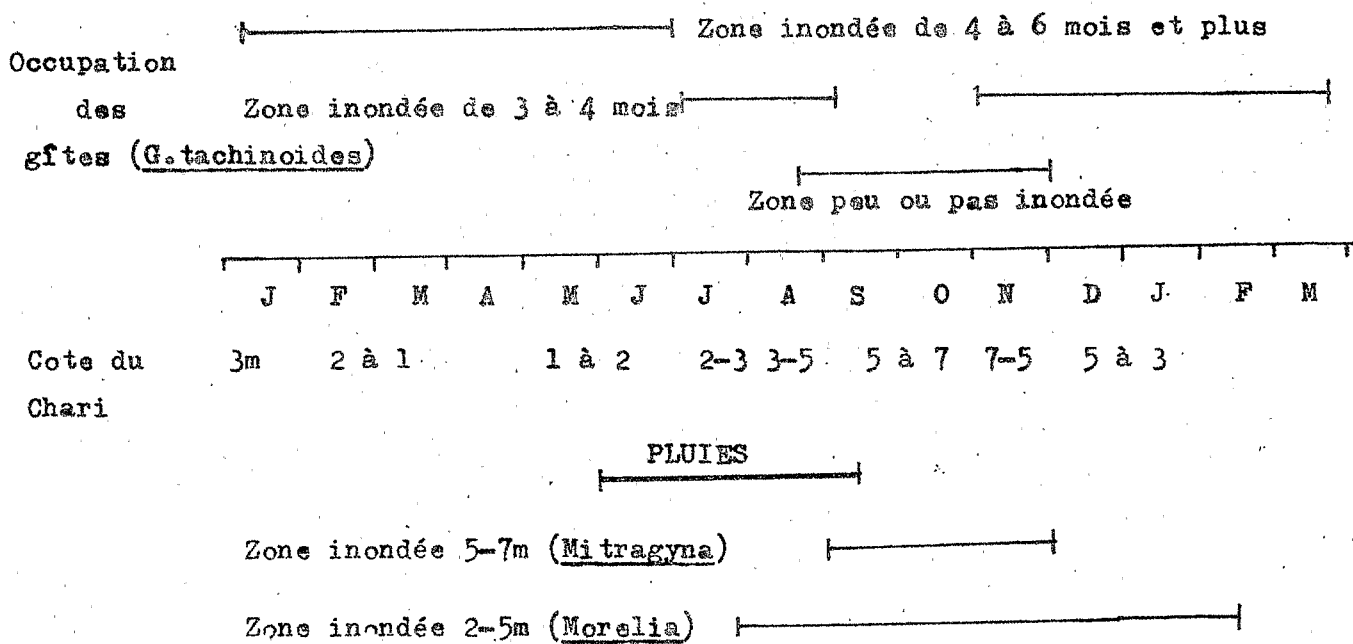 Zone inondée de 4 à 6 mois et plus
Occupation
des
gîtes (G.tachinoides)
Zone inondée de 3 à 4 mois
Zone peu ou pas inondée
J F M A M J J A S O N D J F M
Cote du
Chari
3m 2 à 1 1 à 2 2-3 3-5 5 à 7 7-5 5 à 3
PLUIES
Zone inondée 5-7m (Mitragyna)
Zone inondée 2-5m (Morelia)